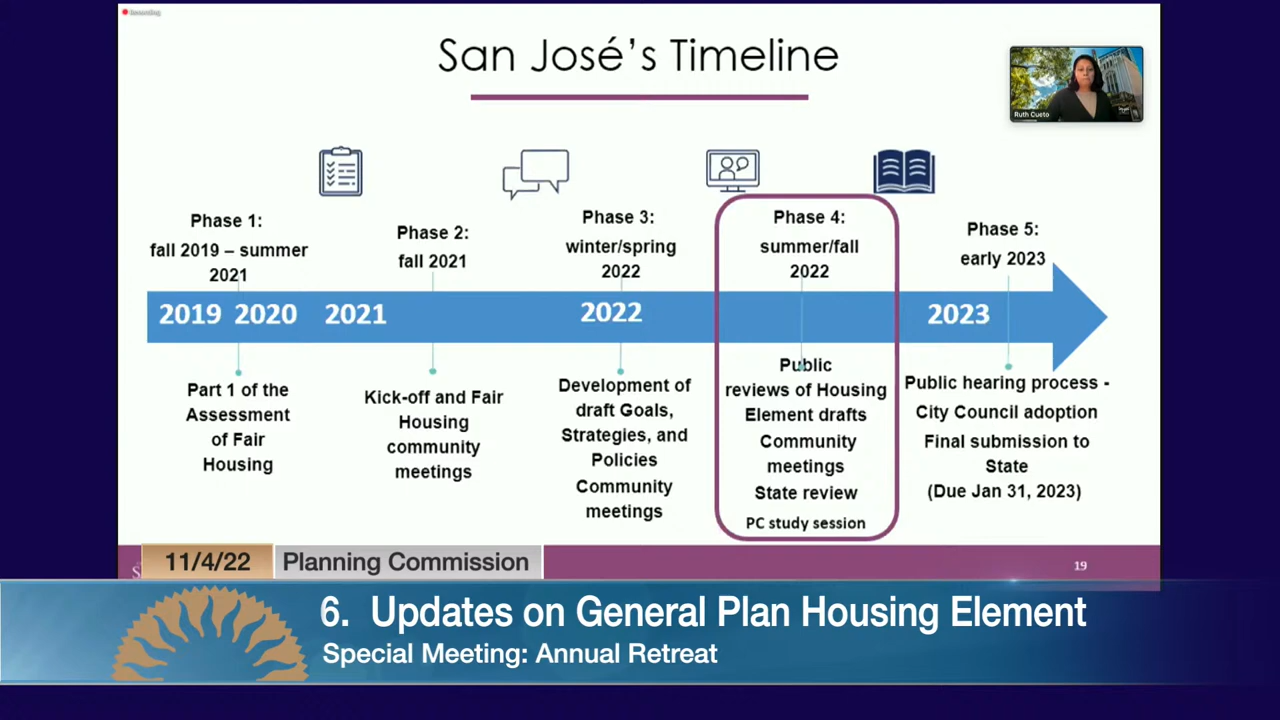 Recording
San José's Timeline
Ruth Cueto
Phase 1:
fall 2019 – summer
2021
Phase 2:
fall 2021
Phase 3:
winter/spring
2022
Phase 4:
summer/fall
2022
Phase 5:
early 2023
2019 2020 2021 2022 2023
Part 1 of the
Assessment
of Fair
Housing
Kick-off and Fair
Housing
community
meetings
Development of
draft Goals,
Strategies, and
Policies
Community
meetings
Public
reviews of Housing
Element drafts
Community
meetings
State review
PC study session
Public hearing process -
City Council adoption
Final submission to
State
(Due Jan 31, 2023)
19
11/4/22 Planning Commission
6. Updates on General Plan Housing Element
Special Meeting: Annual Retreat